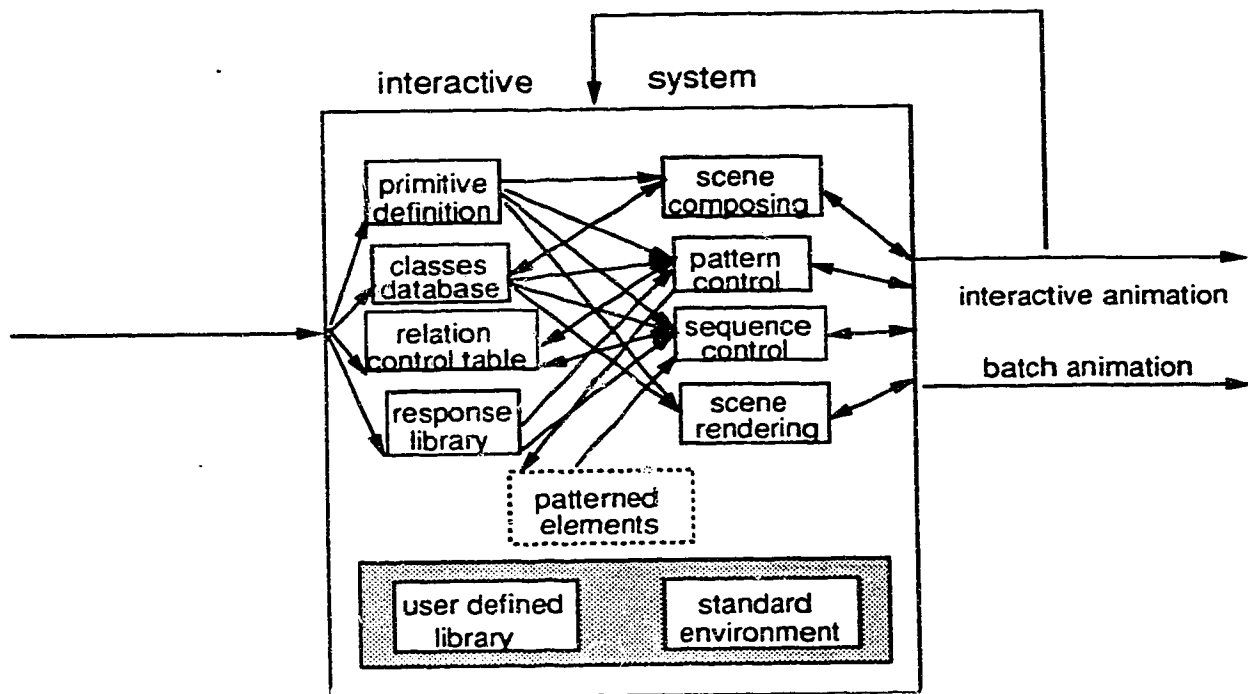 interactive system
primitive
definition
classes
database
relation
control table
response
library
scene
composing
pattern
control
sequence
control
scene
rendering
patterned
elements
user defined
library
standard
environment
interactive animation
batch animation